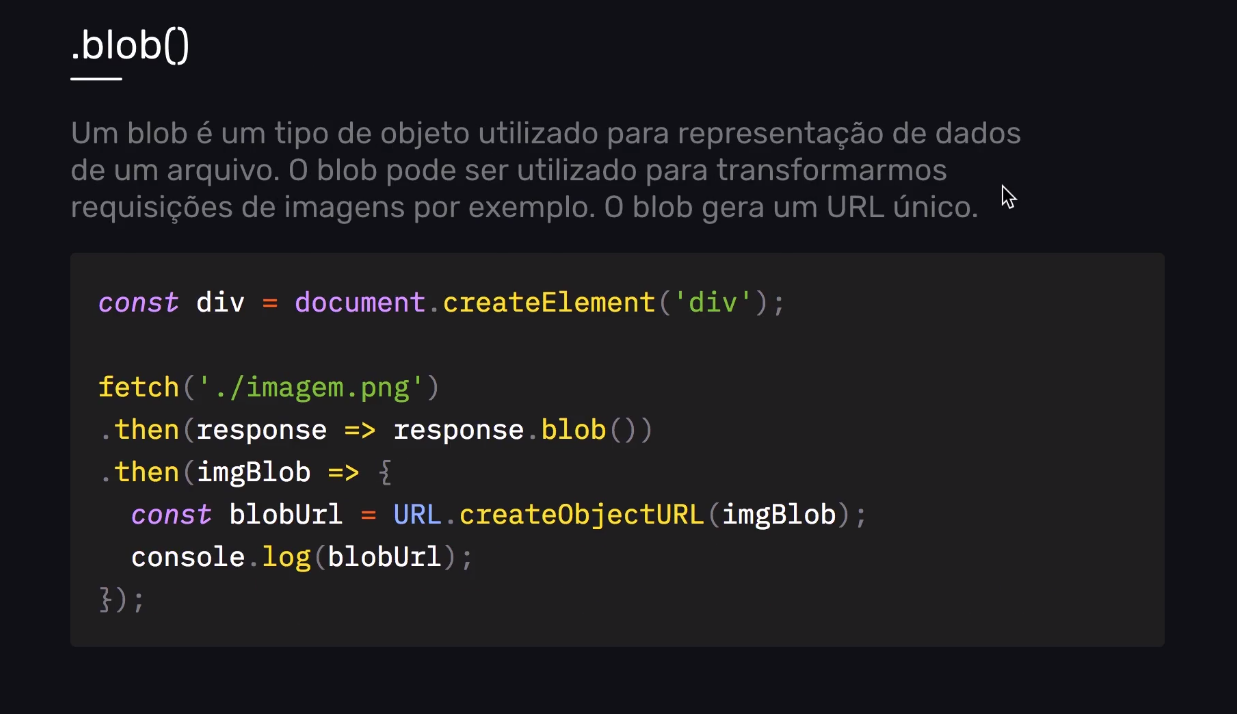 .blob()
Um blob é um tipo de objeto utilizado para representação de dados
de um arquivo. O blob pode ser utilizado para transformarmos
requisições de imagens por exemplo. O blob gera um URL único.
const div = document.createElement('div');
fetch('./imagem.png')
.then(response => response.blob())
.then(imgBlob => {
  const blobUrl = URL.createObjectURL(imgBlob);
  console.log(blobUrl);
});